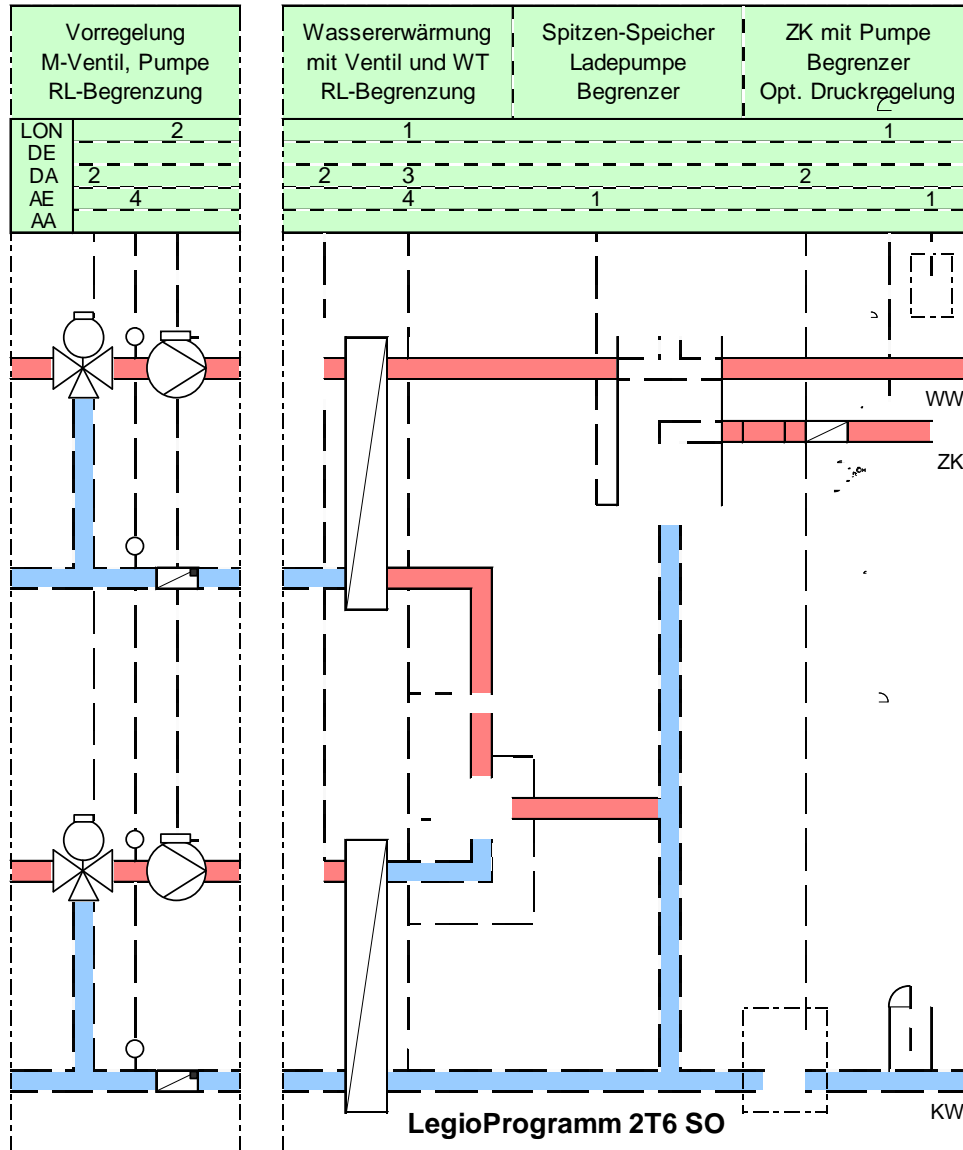 Vorregelung
M-Ventil, Pumpe
RL-Begrenzung
Wassererwärmung
mit Ventil und WT
RL-Begrenzung
Spitzen-Speicher
Ladepumpe
Begrenzer
ZK mit Pumpe
Begrenzer
Opt. Druckregelung
LON 2 1 1
DE
DA 2 2 3 2
AE 4 4 1 1
AA
WW
ZK
KW
LegioProgramm 2T6 SO